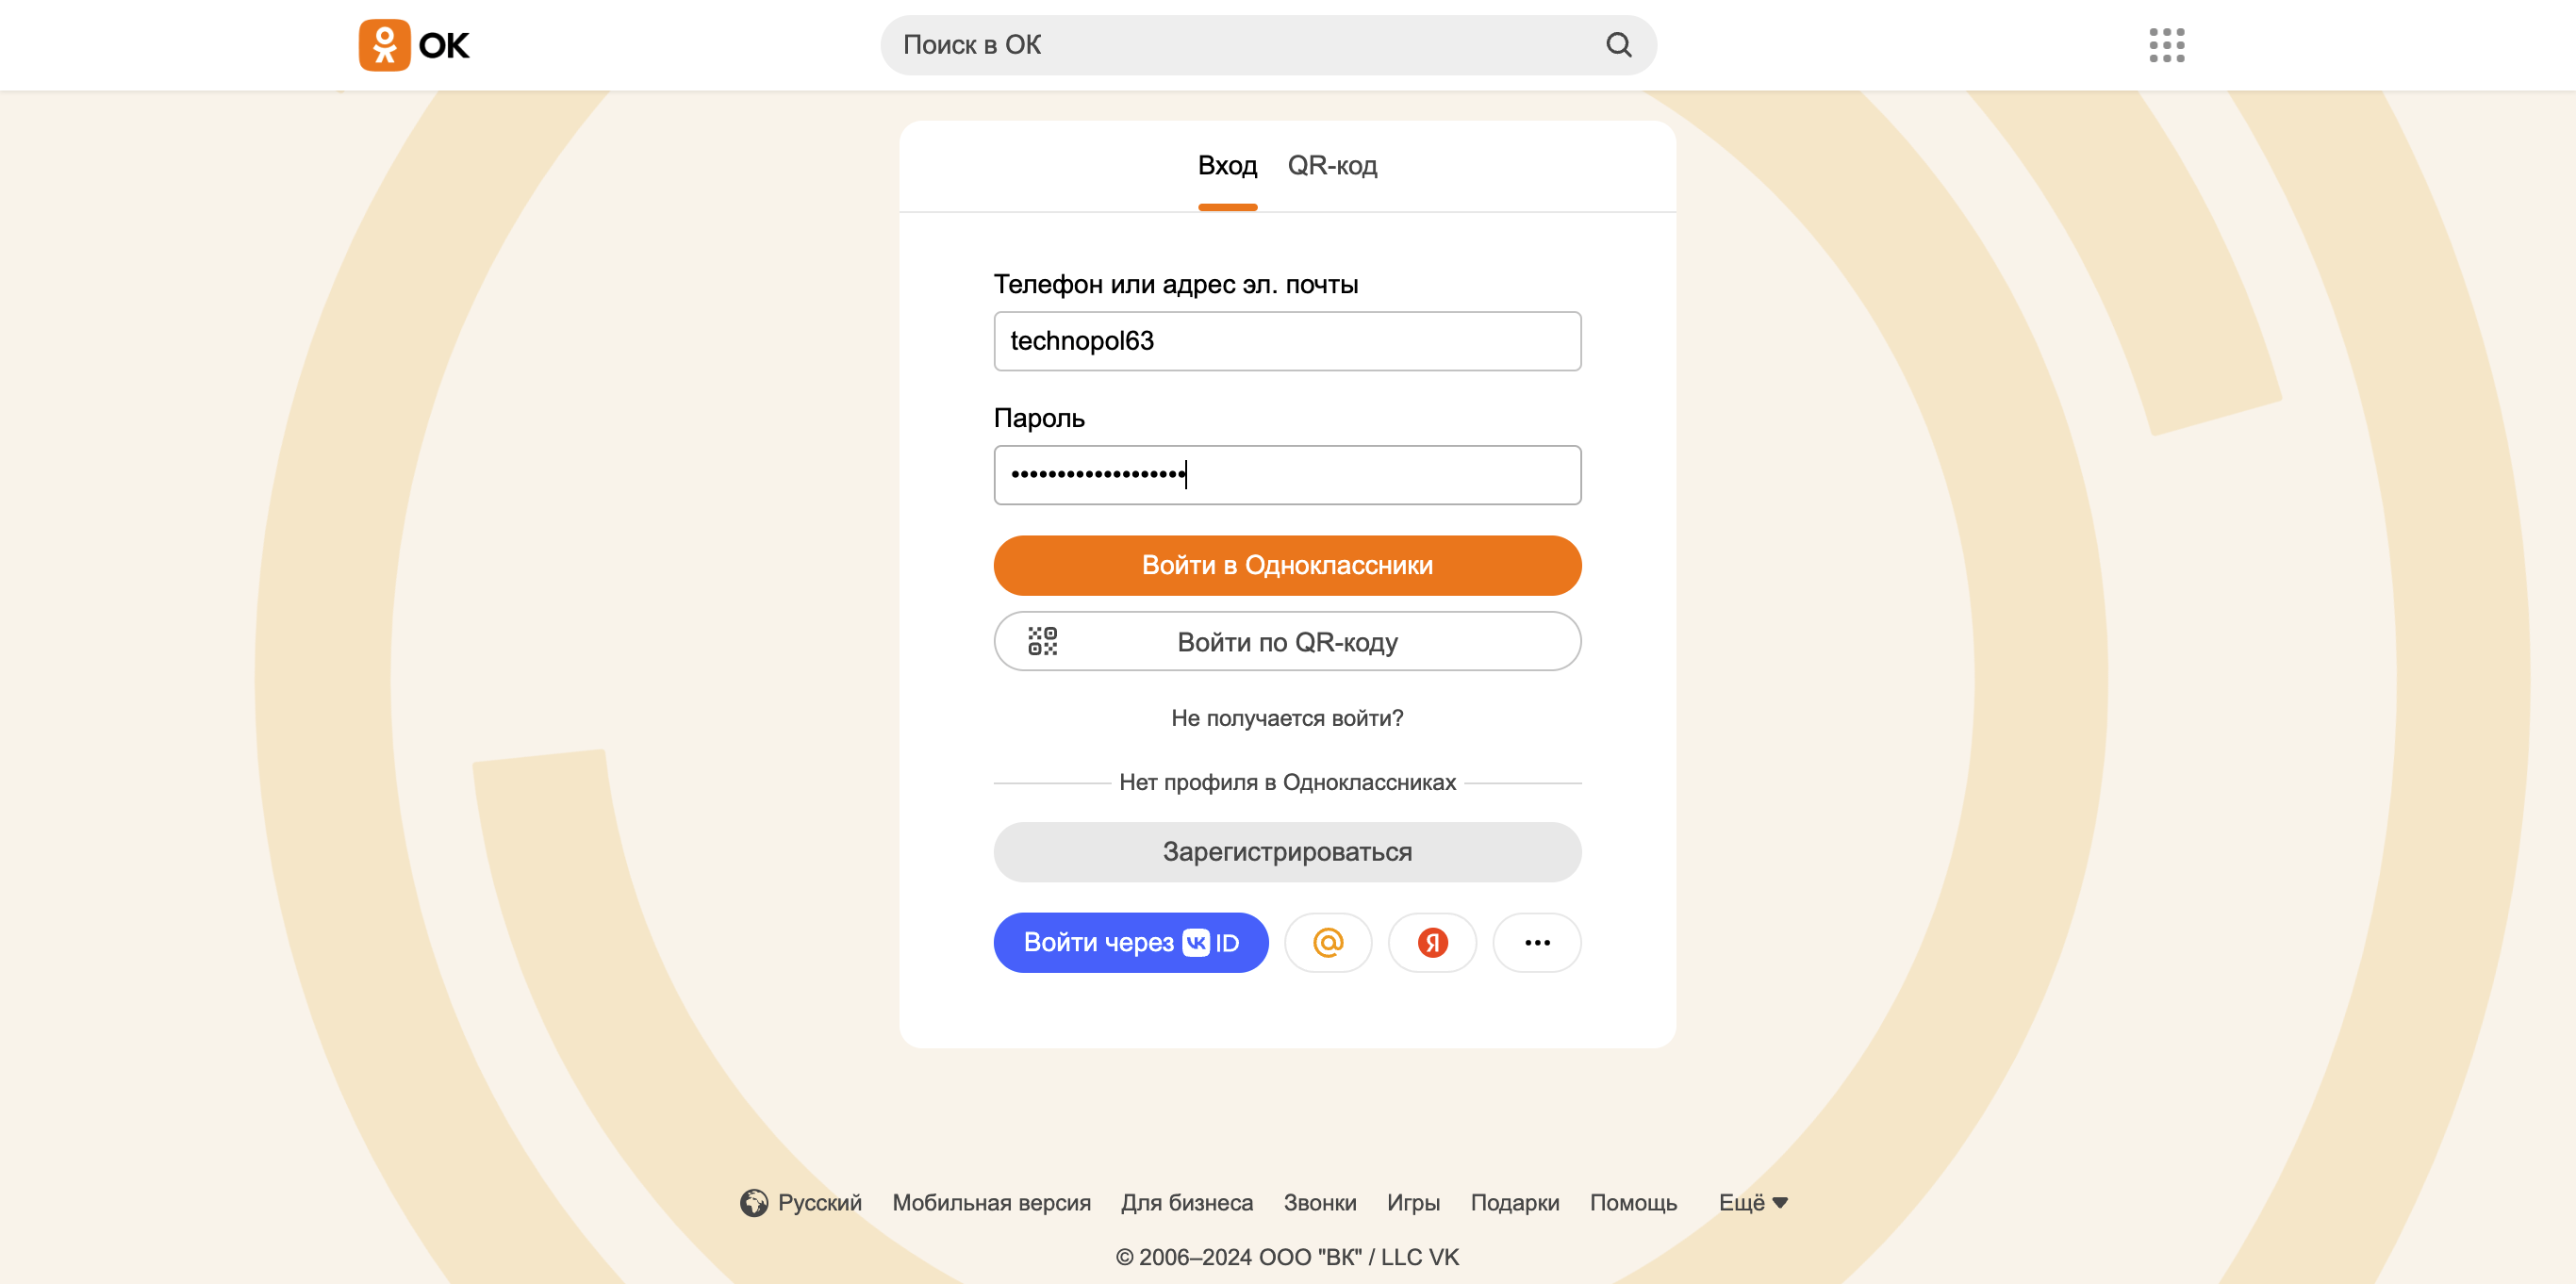 ОК
Поиск в ОК
Вход QR-код
Телефон или адрес эл. почты
technopol63
Пароль
•••••••••••••••••••
Войти в Одноклассники
Войти по QR-коду
Не получается войти?
Нет профиля в Одноклассниках
Зарегистрироваться
Войти через VK ID @ Я ...
Русский Мобильная версия Для бизнеса Звонки Игры Подарки Помощь Ещё
© 2006–2024 ООО "ВК" / LLC VK